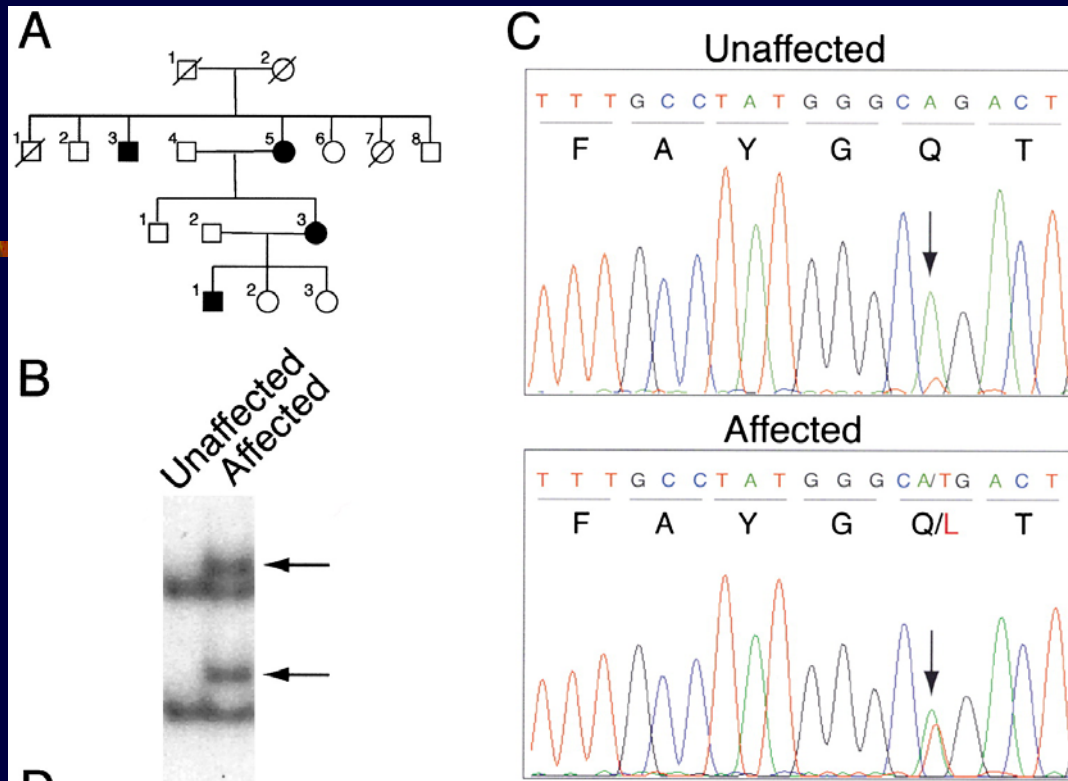 A
1 2
1 2 3 4 5 6 7 8
1 2 3
1 2 3
B
Unaffected
Affected
C
Unaffected
T T T G C C T A T G G G C A G A C T
F A Y G Q T
Affected
T T T G C C T A T G G G C A/T G A C T
F A Y G Q/L T